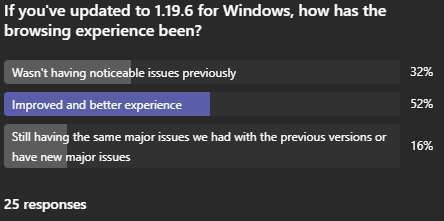 If you've updated to 1.19.6 for Windows, how has the
browsing experience been?
Wasn't having noticeable issues previously
32%
Improved and better experience
52%
Still having the same major issues we had with the previous versions or
have new major issues
16%
25 responses